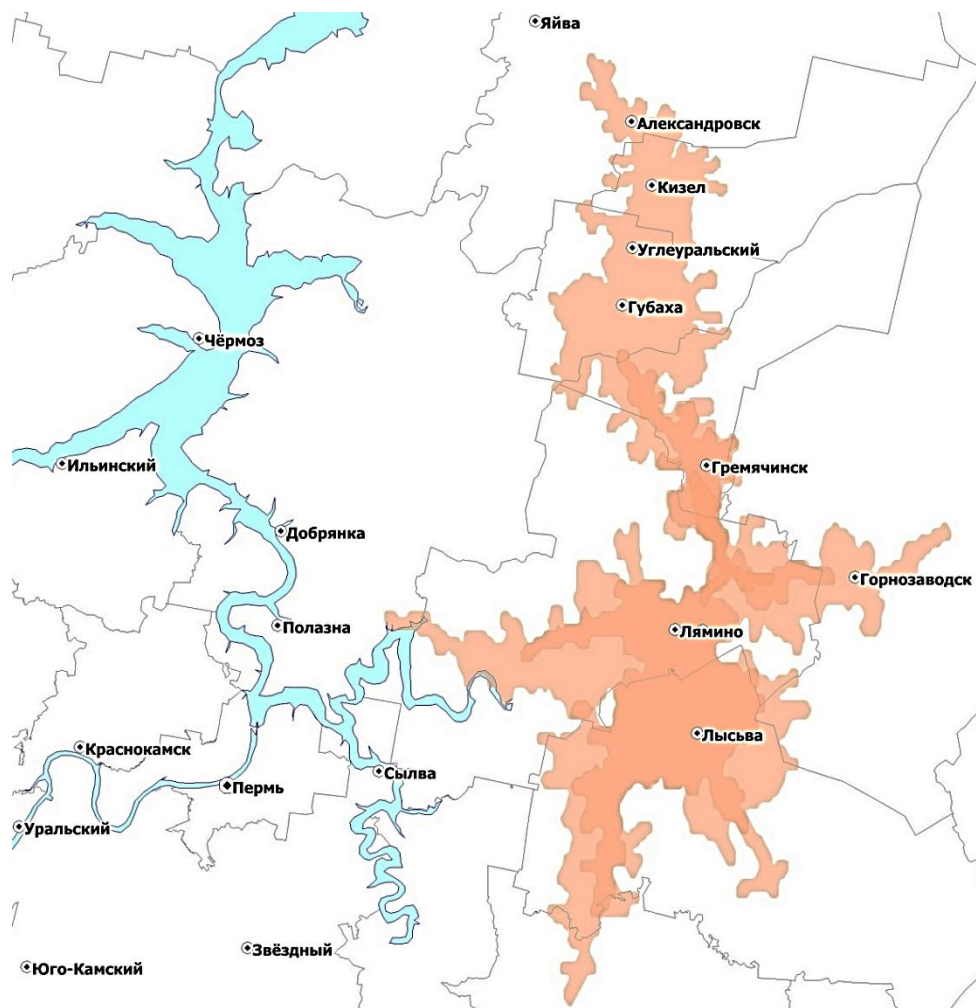 Яйва
Александровск
Кизел
Углеуральский
Губаха
Чёрмоз
Ильинский
Гремячинск
Добрянка
Горнозаводск
Полазна
Лямино
Лысьва
Краснокамск
Сылва
Пермь
Уральский
Звёздный
Юго-Камский